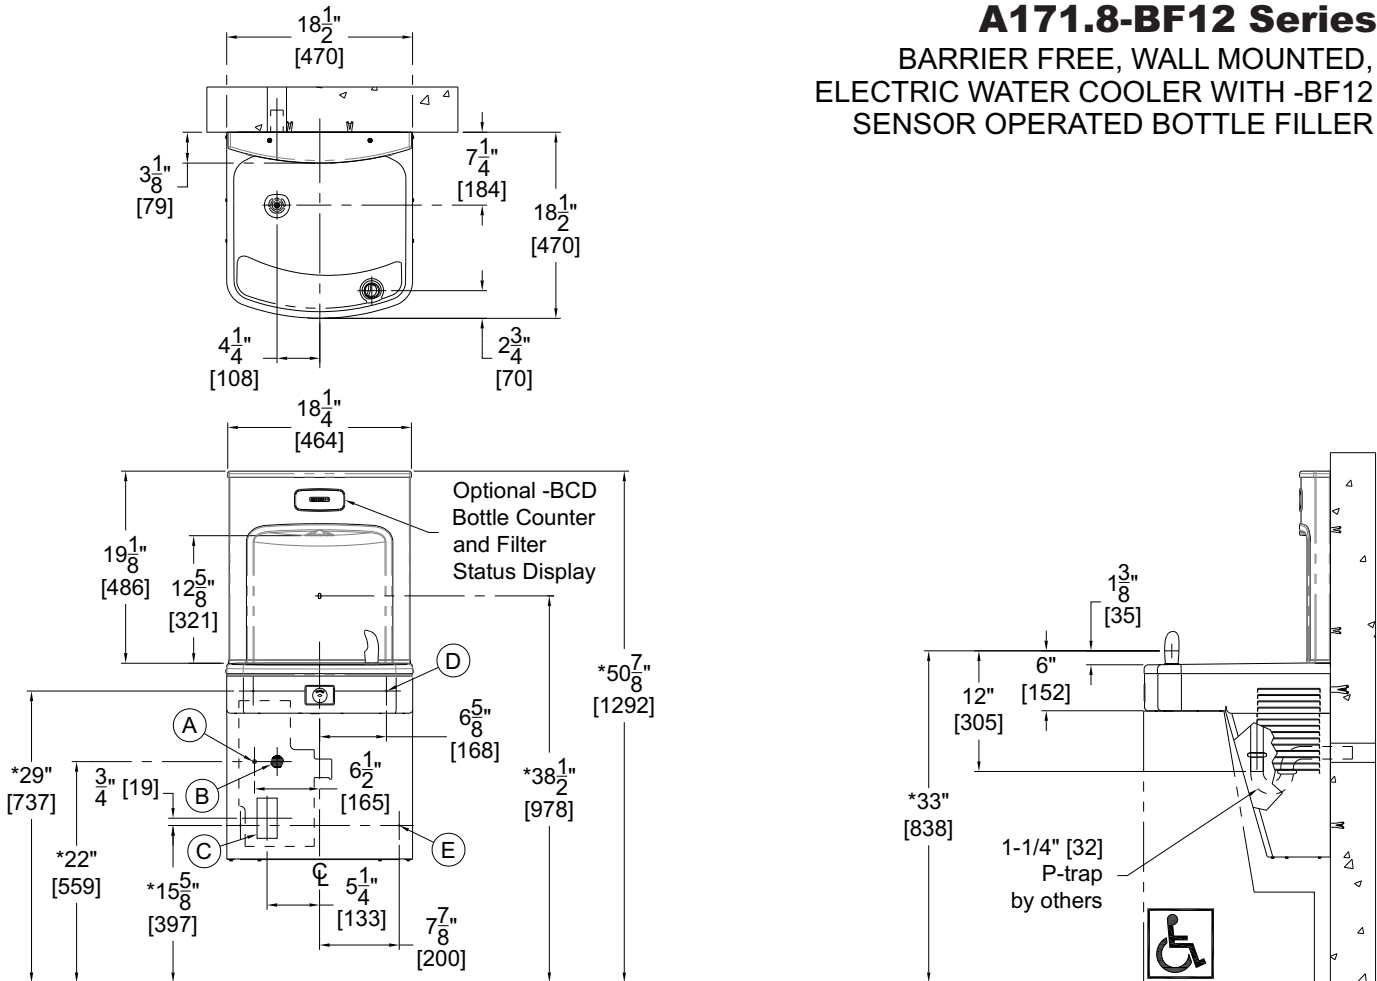 A171.8-BF12 Series
BARRIER FREE, WALL MOUNTED,
ELECTRIC WATER COOLER WITH -BF12
SENSOR OPERATED BOTTLE FILLER
18 1/2"
[470]
3 1/8"
[79]
7 1/4"
[184]
18 1/2"
[470]
4 1/4"
[108]
2 3/4"
[70]
18 1/4"
[464]
Optional -BCD
Bottle Counter
and Filter
Status Display
19 1/8"
[486]
12 5/8"
[321]
*50 7/8"
[1292]
D
A
6 5/8"
[168]
*29"
[737]
3/4" [19]
B
6 1/2"
[165]
*38 1/2"
[978]
C
E
*22"
[559]
*15 5/8"
[397]
CL
5 1/4"
[133]
7 7/8"
[200]
1 3/8"
[35]
6"
[152]
12"
[305]
*33"
[838]
1-1/4" [32]
P-trap
by others